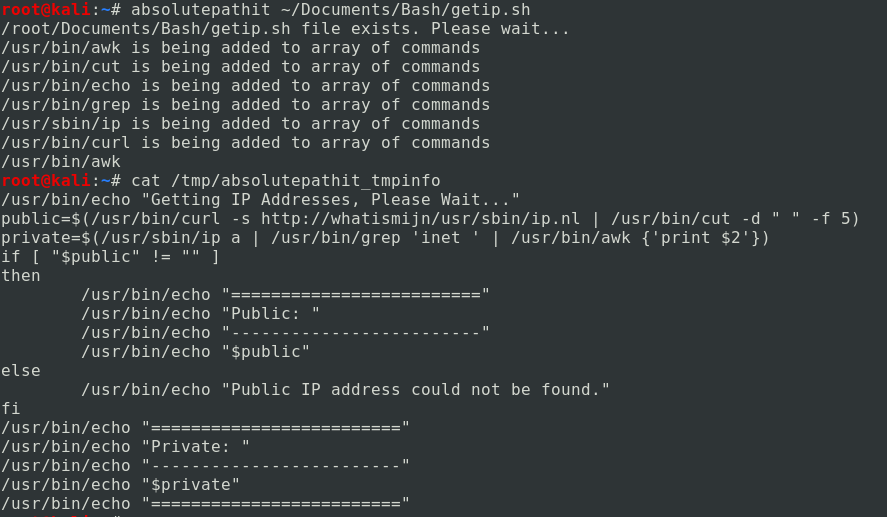 root@kali:~# absolutepathit ~/Documents/Bash/getip.sh
/root/Documents/Bash/getip.sh file exists. Please wait...
/usr/bin/awk is being added to array of commands
/usr/bin/cut is being added to array of commands
/usr/bin/echo is being added to array of commands
/usr/bin/grep is being added to array of commands
/usr/sbin/ip is being added to array of commands
/usr/bin/curl is being added to array of commands
/usr/bin/awk
root@kali:~# cat /tmp/absolutepathit_tmpinfo
/usr/bin/echo "Getting IP Addresses, Please Wait..."
public=$(/usr/bin/curl -s http://whatismijn/usr/sbin/ip.nl | /usr/bin/cut -d " " -f 5)
private=$(/usr/sbin/ip a | /usr/bin/grep 'inet ' | /usr/bin/awk {'print $2'})
if [ "$public" != "" ]
then
        /usr/bin/echo "========================="
        /usr/bin/echo "Public: "
        /usr/bin/echo "-------------------------"
        /usr/bin/echo "$public"
else
        /usr/bin/echo "Public IP address could not be found."
fi
/usr/bin/echo "========================="
/usr/bin/echo "Private: "
/usr/bin/echo "-------------------------"
/usr/bin/echo "$private"
/usr/bin/echo "========================="